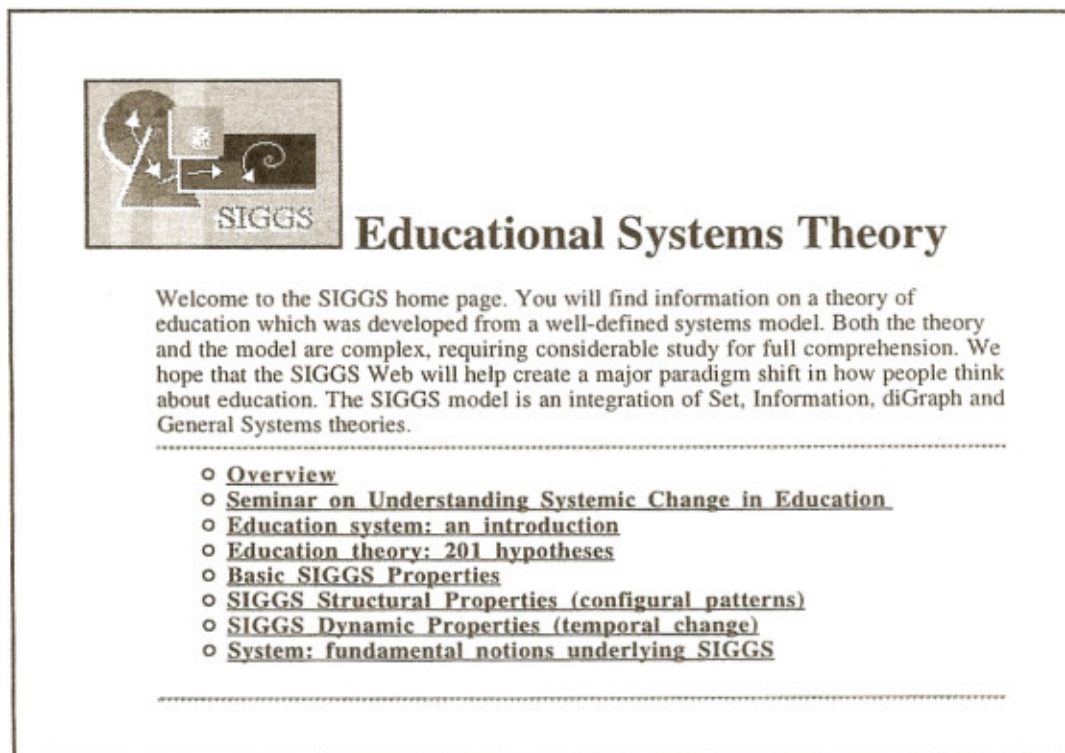 SIGGS
Educational Systems Theory
Welcome to the SIGGS home page. You will find information on a theory of
education which was developed from a well-defined systems model. Both the theory
and the model are complex, requiring considerable study for full comprehension. We
hope that the SIGGS Web will help create a major paradigm shift in how people think
about education. The SIGGS model is an integration of Set, Information, diGraph and
General Systems theories.
Overview
Seminar on Understanding Systemic Change in Education
Education system: an introduction
Education theory: 201 hypotheses
Basic SIGGS Properties
SIGGS Structural Properties (configural patterns)
SIGGS Dynamic Properties (temporal change)
System: fundamental notions underlying SIGGS